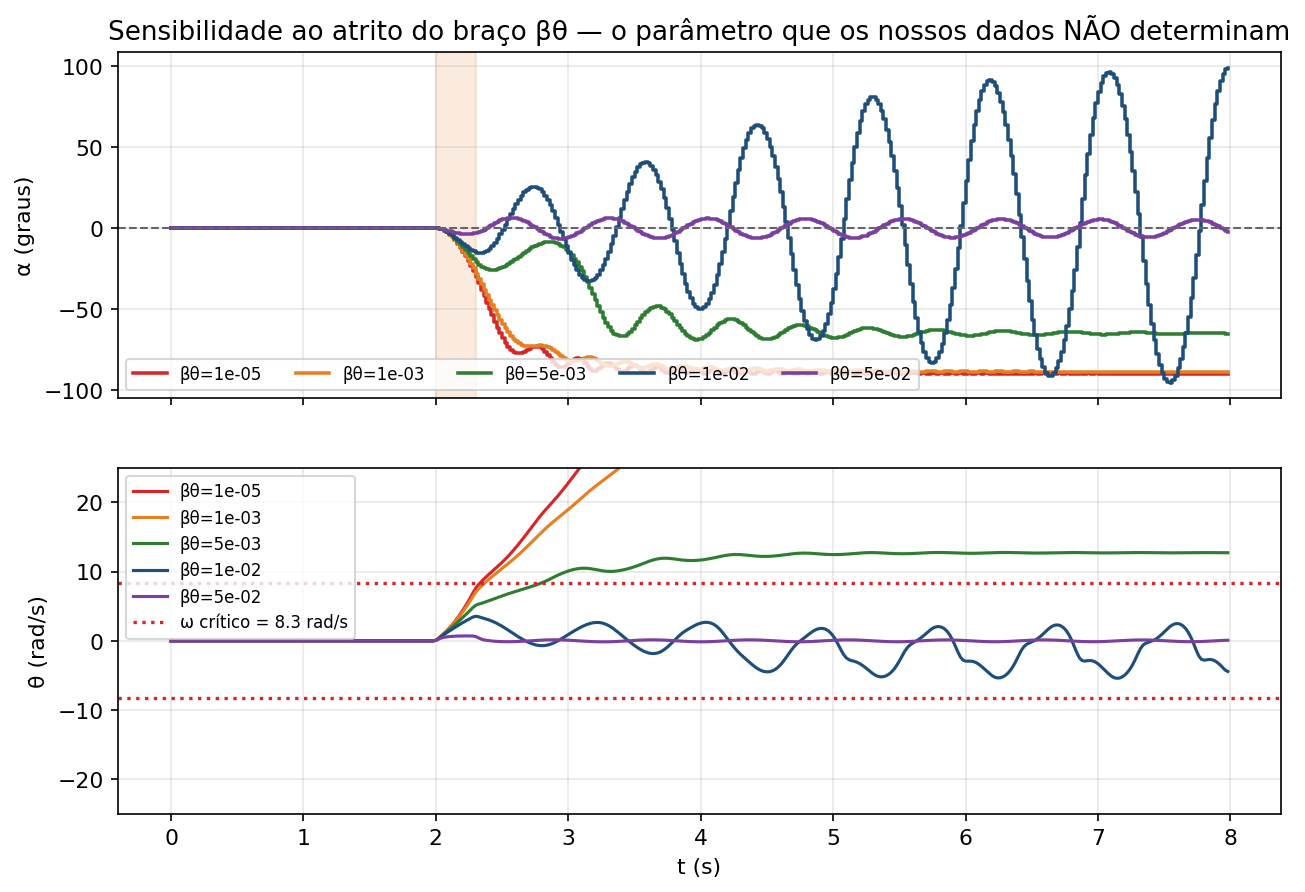 Sensibilidade ao atrito do braço βθ — o parâmetro que os nossos dados NÃO determinam
α (graus)
100
50
0
−50
−100
βθ=1e-05 βθ=1e-03 βθ=5e-03 βθ=1e-02 βθ=5e-02
θ̇ (rad/s)
20
10
0
−10
−20
βθ=1e-05
βθ=1e-03
βθ=5e-03
βθ=1e-02
βθ=5e-02
ω crítico = 8.3 rad/s
0 1 2 3 4 5 6 7 8
t (s)